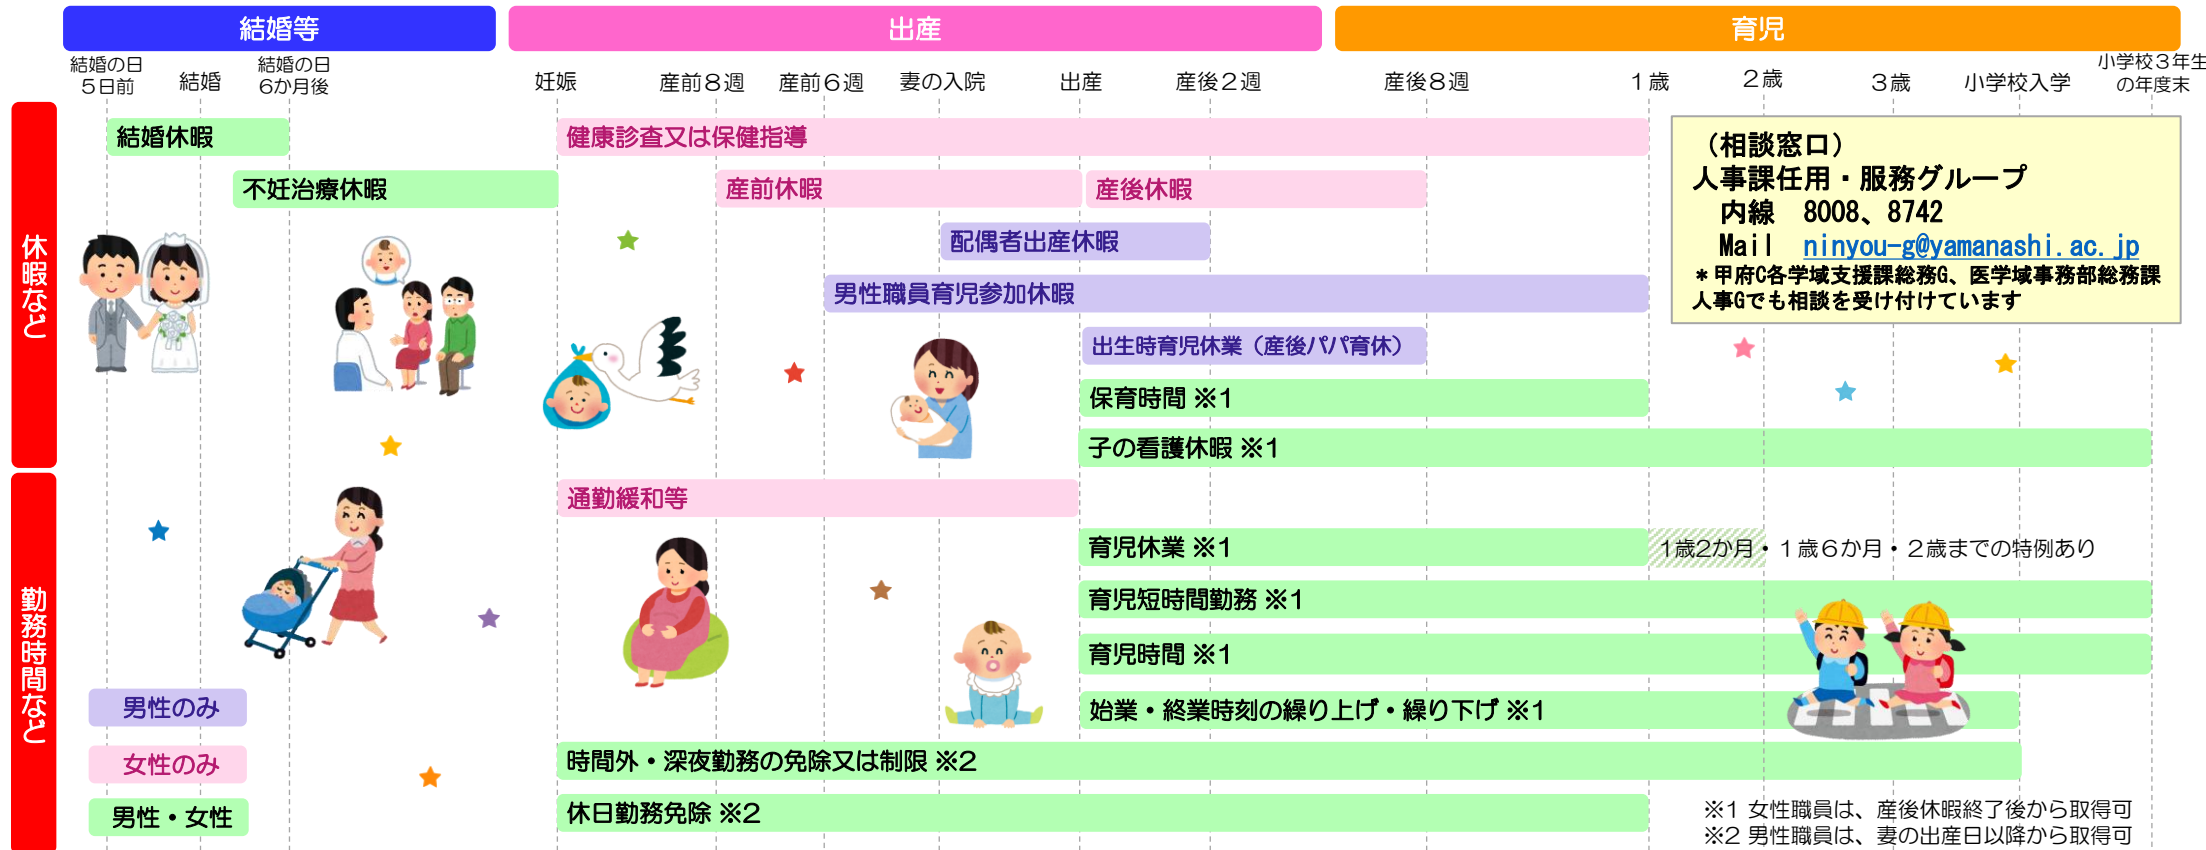 結婚等
出産
育児
結婚の日
5日前
結婚
結婚の日
6か月後
妊娠
産前8週
産前6週
妻の入院
出産
産後2週
産後8週
1歳
2歳
3歳
小学校入学
小学校3年生
の年度末
休暇など
結婚休暇
健康診査又は保健指導
不妊治療休暇
産前休暇
産後休暇
配偶者出産休暇
男性職員育児参加休暇
出生時育児休業（産後パパ育休）
保育時間 ※1
子の看護休暇 ※1
（相談窓口）
人事課任用・服務グループ
内線　8008、8742
Mail　ninyou-g@yamanashi.ac.jp
＊甲府C各学域支援課総務G、医学域事務部総務課
人事Gでも相談を受け付けています
勤務時間など
通勤緩和等
育児休業 ※1
1歳2か月・1歳6か月・2歳までの特例あり
育児短時間勤務 ※1
育児時間 ※1
始業・終業時刻の繰り上げ・繰り下げ ※1
時間外・深夜勤務の免除又は制限 ※2
休日勤務免除 ※2
男性のみ
女性のみ
男性・女性
※1 女性職員は、産後休暇終了後から取得可
※2 男性職員は、妻の出産日以降から取得可